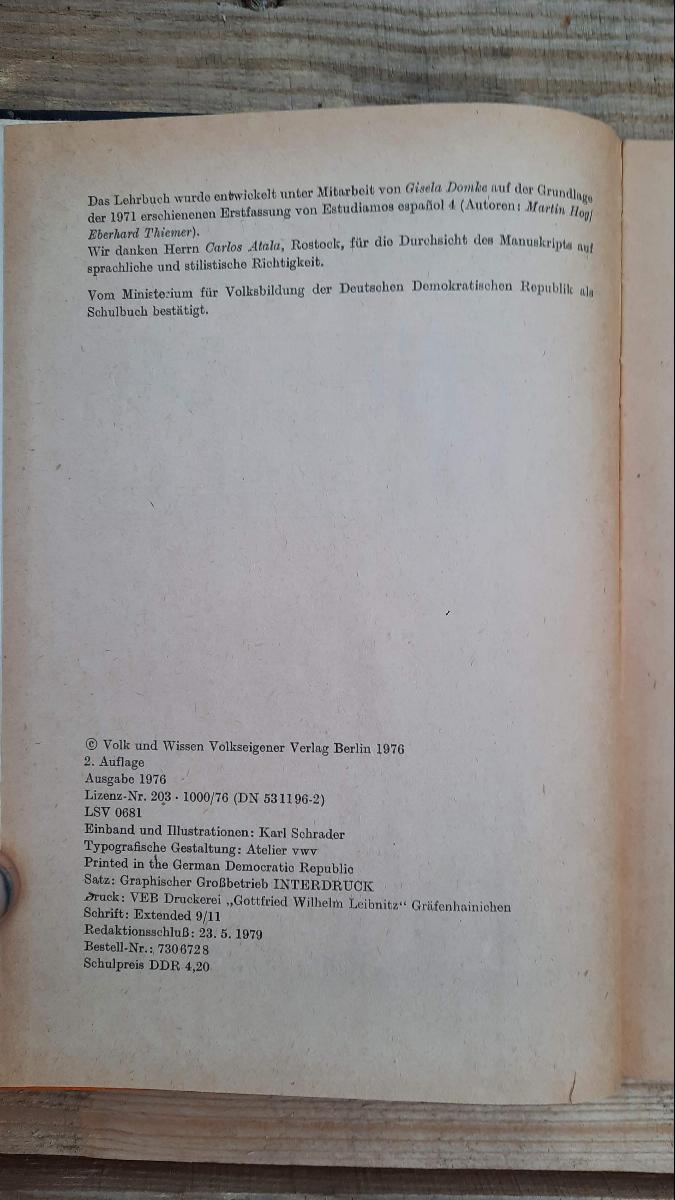 Das Lehrbuch wurde entwickelt unter Mitarbeit von Gisela Domke auf der Grundlage
der 1971 erschienenen Erstfassung von Estudiamos español 4 (Autoren: Martin Hog/
Eberhard Thiemer).
Wir danken Herrn Carlos Atala, Rostock, für die Durchsicht des Manuskripts auf
sprachliche und stilistische Richtigkeit.
Vom Ministerium für Volksbildung der Deutschen Demokratischen Republik als
Schulbuch bestätigt.
© Volk und Wissen Volkseigener Verlag Berlin 1976
2. Auflage
Ausgabe 1976
Lizenz-Nr. 203 · 1000/76 (DN 531196-2)
LSV 0681
Einband und Illustrationen: Karl Schrader
Typografische Gestaltung: Atelier vwv
Printed in the German Democratic Republic
Satz: Graphischer Großbetrieb INTERDRUCK
Druck: VEB Druckerei „Gottfried Wilhelm Leibnitz“ Gräfenhainichen
Schrift: Extended 9/11
Redaktionsschluß: 23. 5. 1979
Bestell-Nr.: 730 672 8
Schulpreis DDR 4,20